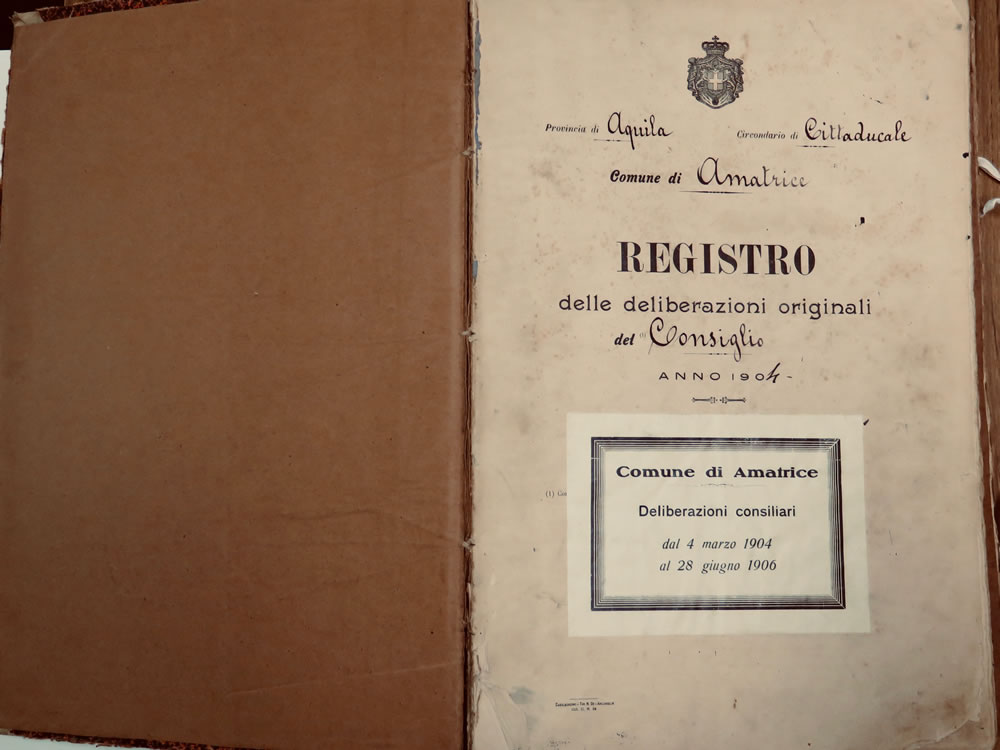 Provincia di Aquila Circondario di Cittaducale
Comune di Amatrice
REGISTRO
delle deliberazioni originali
del Consiglio
ANNO 1904-
Comune di Amatrice
(1)
Deliberazioni consiliari
dal 4 marzo 1904
al 28 giugno 1906